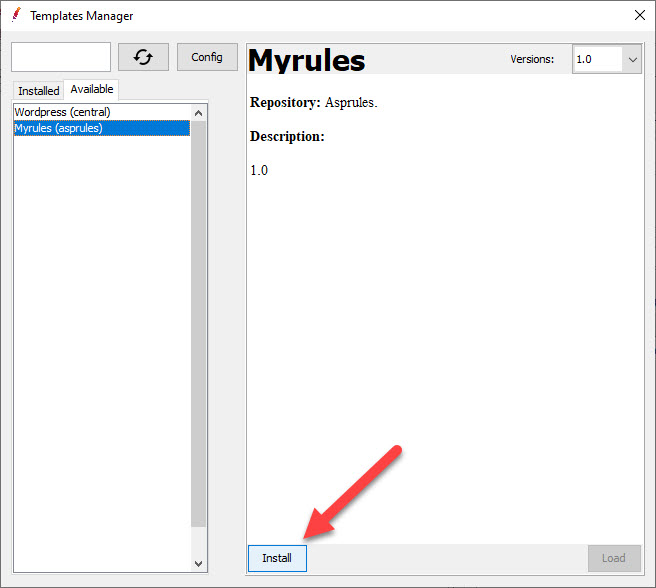 Templates Manager
Config
Installed
Available
Wordpress (central)
Myrules (asprules)
Myrules
Versions:
1.0
Repository: Asprules.
Description:
1.0
Install
Load